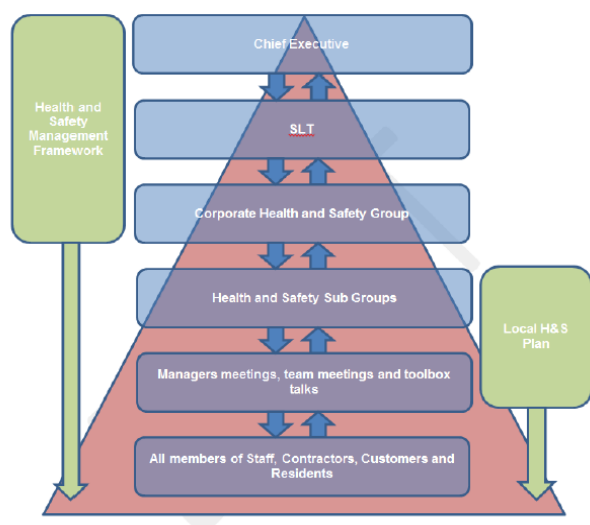 Chief Executive
Health and
Safety
Management
Framework
SLT
Corporate Health and Safety Group
Health and Safety Sub Groups
Local H&S
Plan
Managers meetings, team meetings and toolbox
talks
All members of Staff, Contractors, Customers and
Residents